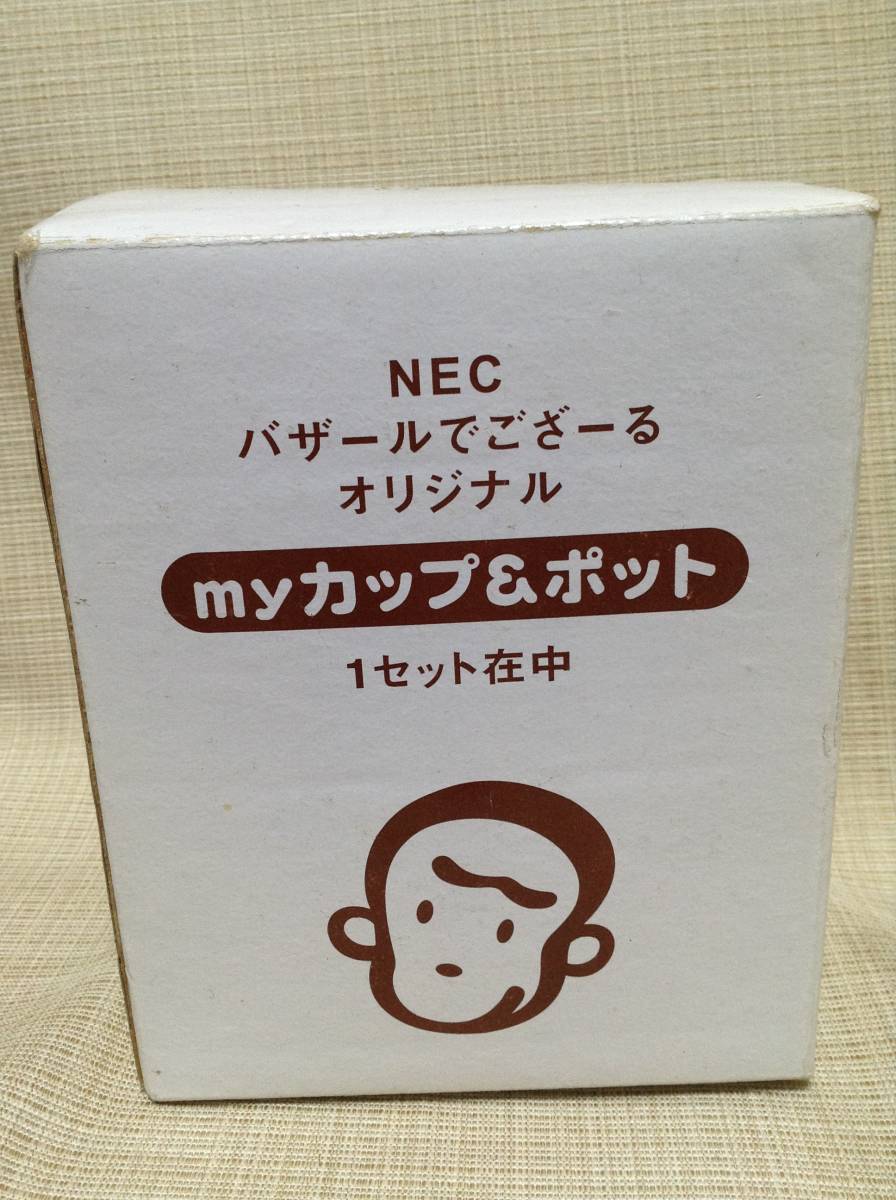 NEC
バザールでござーる
オリジナル
myカップ&ポット
1セット在中